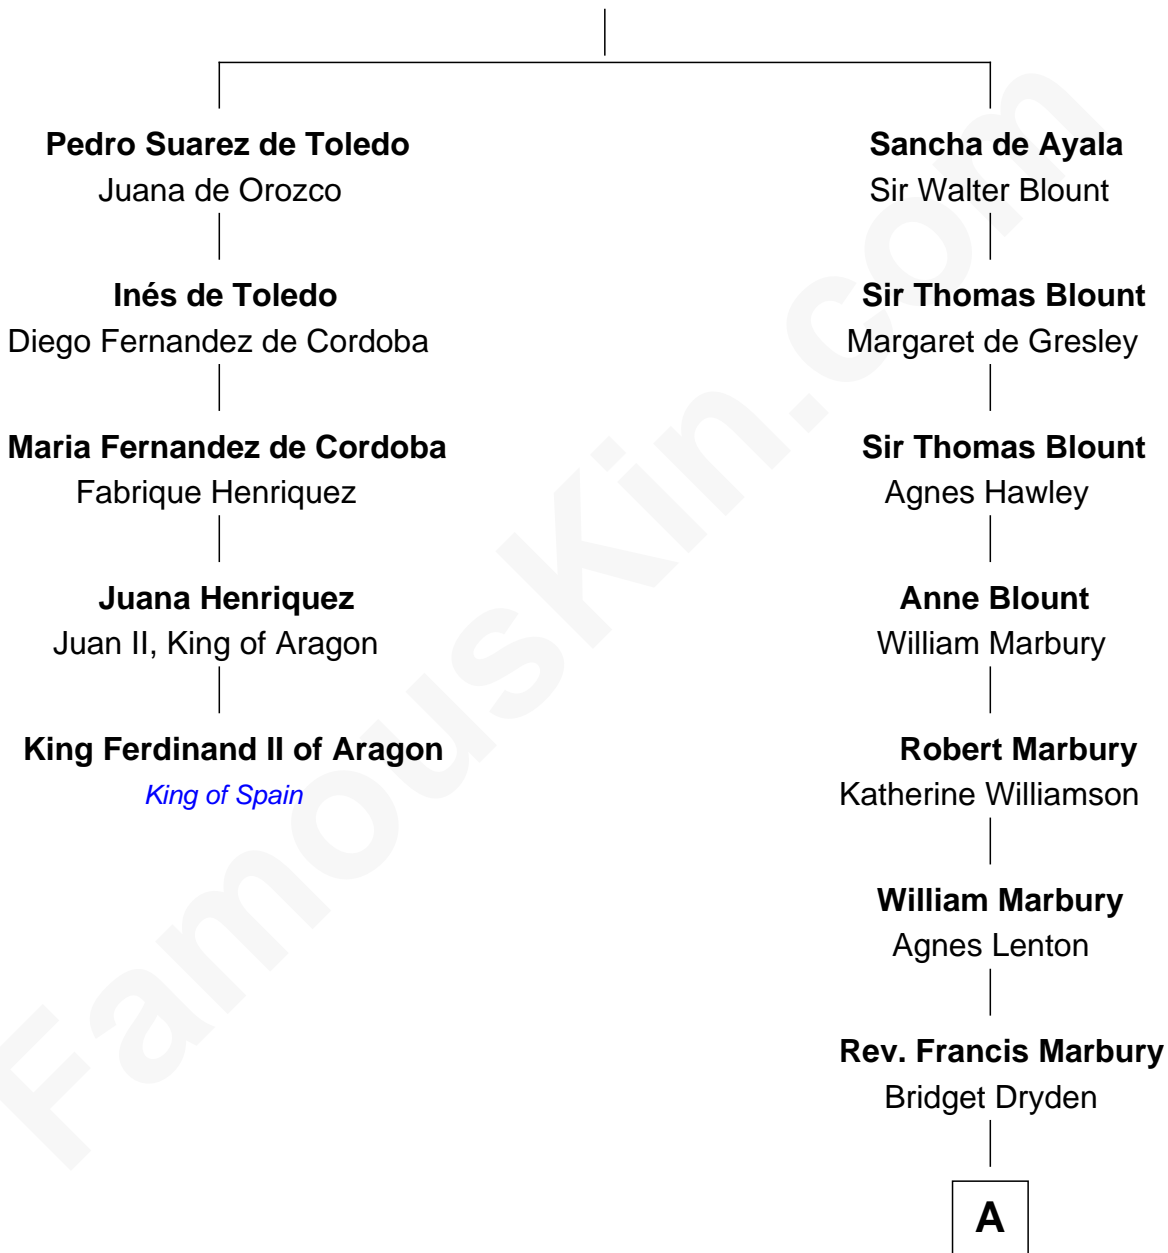 Pedro Suarez de Toledo
Juana de Orozco
Inés de Toledo
Diego Fernandez de Cordoba
Maria Fernandez de Cordoba
Fabrique Henriquez
Juana Henriquez
Juan II, King of Aragon
King Ferdinand II of Aragon
King of Spain
Sancha de Ayala
Sir Walter Blount
Sir Thomas Blount
Margaret de Gresley
Sir Thomas Blount
Agnes Hawley
Anne Blount
William Marbury
Robert Marbury
Katherine Williamson
William Marbury
Agnes Lenton
Rev. Francis Marbury
Bridget Dryden
A
FamousKin.com